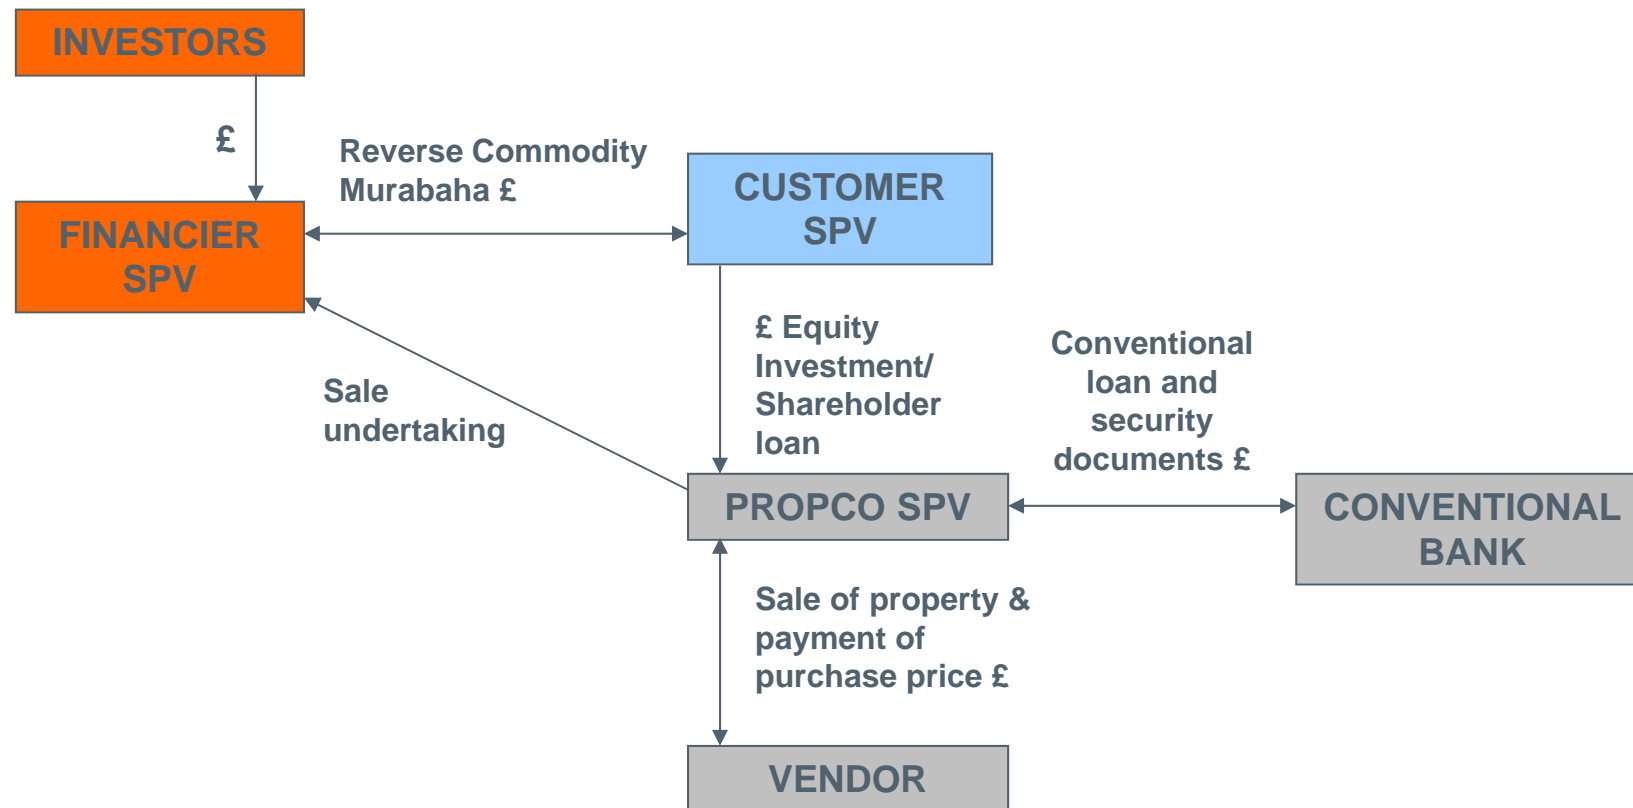 INVESTORS
£
Reverse Commodity
Murabaha £
CUSTOMER
SPV
FINANCIER
SPV
£ Equity
Investment/
Shareholder
loan
Conventional
loan and
security
documents £
Sale
undertaking
PROPCO SPV
CONVENTIONAL
BANK
Sale of property &
payment of
purchase price £
VENDOR